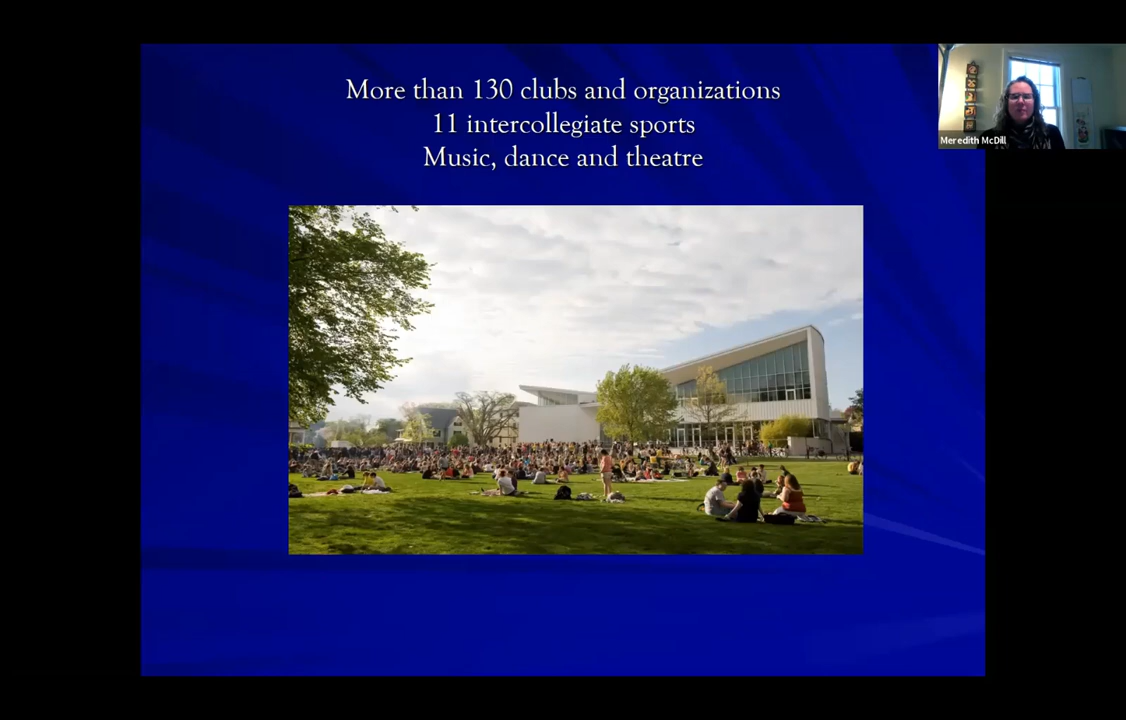 More than 130 clubs and organizations
11 intercollegiate sports
Music, dance and theatre
Meredith McDill